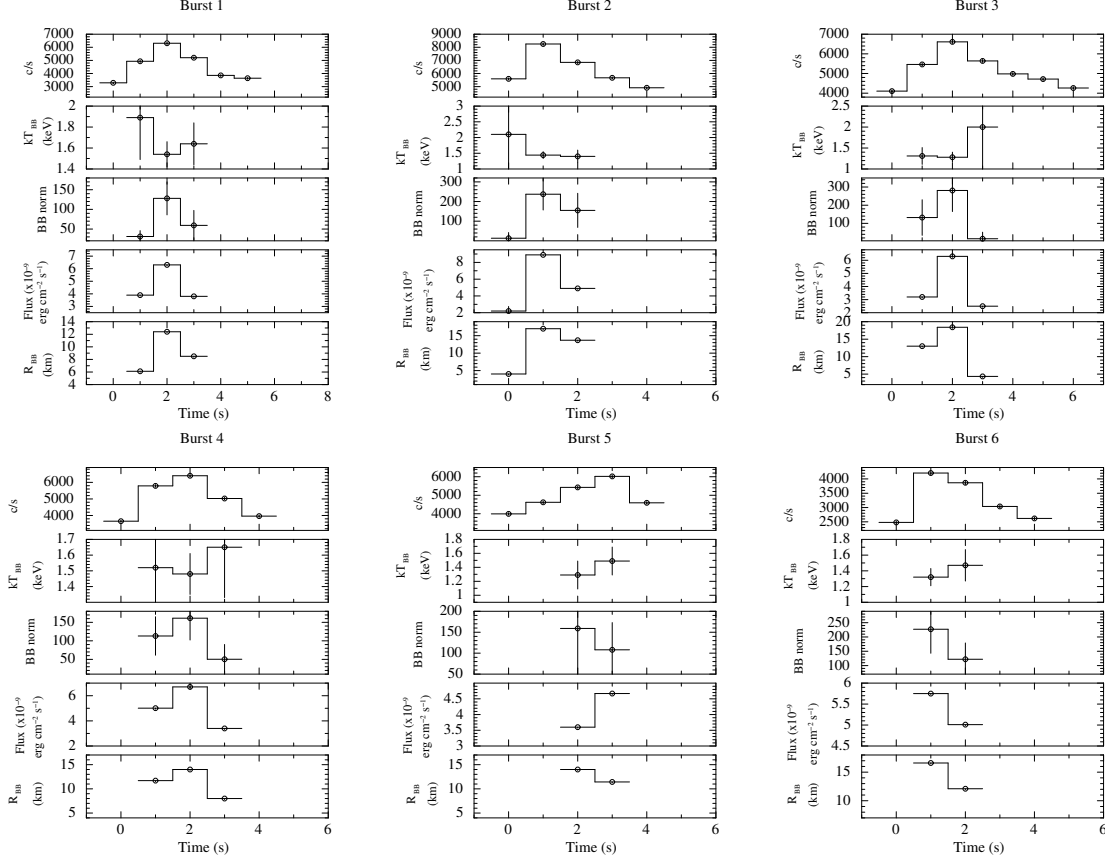 Burst 1
7000
6000
5000
4000
3000
c/s
2
1.8
1.6
1.4
kT BB
(keV)
150
100
50
BB norm
7
6
5
4
3
Flux (x10⁻⁹
erg cm⁻² s⁻¹)
14
12
10
8
6
4
R BB
(km)
0 2 4 6 8
Time (s)
Burst 2
9000
8000
7000
6000
5000
c/s
3
2.5
2
1.5
1
kT BB
(keV)
300
200
100
BB norm
8
6
4
2
Flux (x10⁻⁹
erg cm⁻² s⁻¹)
15
10
5
R BB
(km)
0 2 4 6
Time (s)
Burst 3
7000
6000
5000
4000
c/s
2.5
2
1.5
1
kT BB
(keV)
300
200
100
BB norm
6
5
4
3
2
Flux (x10⁻⁹
erg cm⁻² s⁻¹)
20
15
10
5
R BB
(km)
0 2 4 6
Time (s)
Burst 4
6000
5000
4000
c/s
1.7
1.6
1.5
1.4
kT BB
(keV)
150
100
50
BB norm
6
4
2
Flux (x10⁻⁹
erg cm⁻² s⁻¹)
15
10
5
R BB
(km)
0 2 4 6
Time (s)
Burst 5
6000
5000
4000
c/s
1.8
1.6
1.4
1.2
1
kT BB
(keV)
200
150
100
50
BB norm
4.5
4
3.5
3
Flux (x10⁻⁹
erg cm⁻² s⁻¹)
15
10
5
R BB
(km)
0 2 4 6
Time (s)
Burst 6
4000
3500
3000
2500
c/s
1.8
1.6
1.4
1.2
1
kT BB
(keV)
250
200
150
100
BB norm
6
5.5
5
4.5
Flux (x10⁻⁹
erg cm⁻² s⁻¹)
15
10
R BB
(km)
0 2 4 6
Time (s)